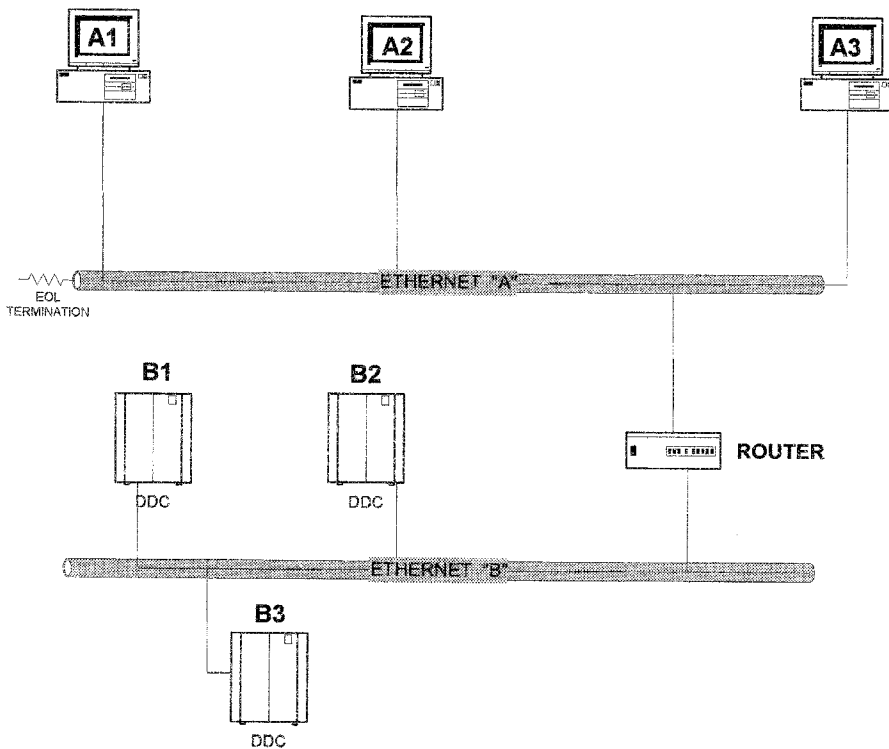 A1
A2
A3
ETHERNET "A"
EOL
TERMINATION
B1
B2
ROUTER
DDC
DDC
ETHERNET "B"
B3
DDC